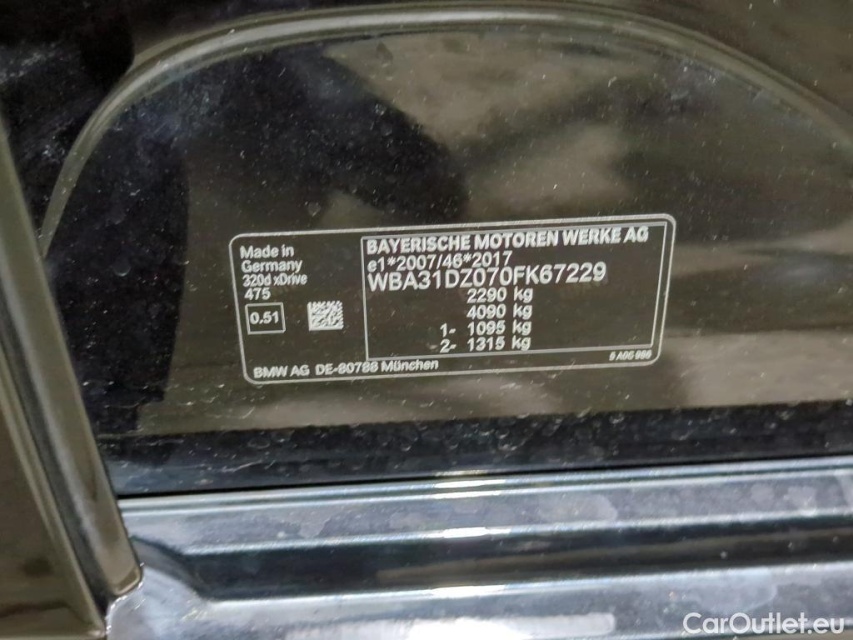 Made in
Germany
320d xDrive
475
0.51
BAYERISCHE MOTOREN WERKE AG
e1*2007/46*2017
WBA31DZ070FK67229
2290 kg
4090 kg
1- 1095 kg
2- 1315 kg
BMW AG DE-80788 München
CarOutlet.eu